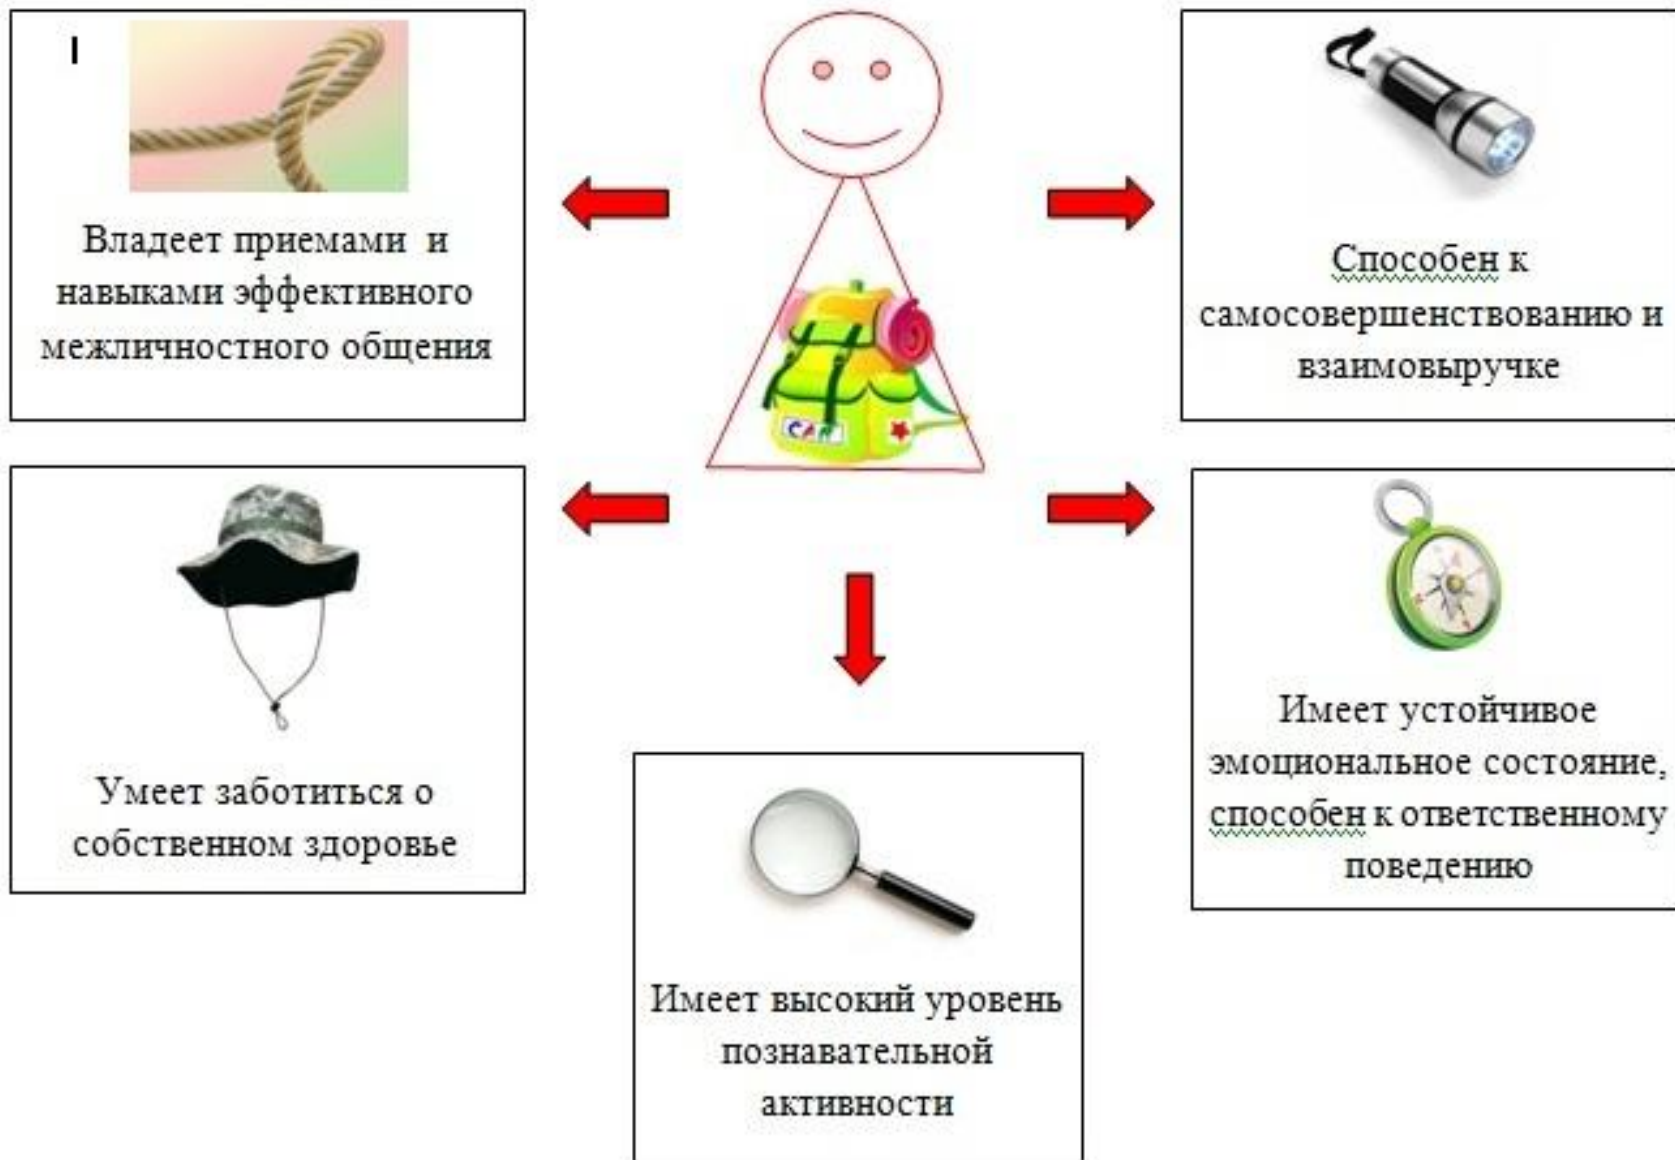 I
Владеет приемами и
навыками эффективного
межличностного общения
Способен к
самосовершенствованию и
взаимовыручке
Умеет заботиться о
собственном здоровье
Имеет устойчивое
эмоциональное состояние,
способен к ответственному
поведению
Имеет высокий уровень
познавательной
активности